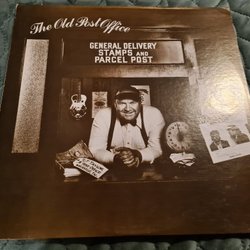 The Old Post Office
GENERAL DELIVERY
STAMPS AND
PARCEL POST